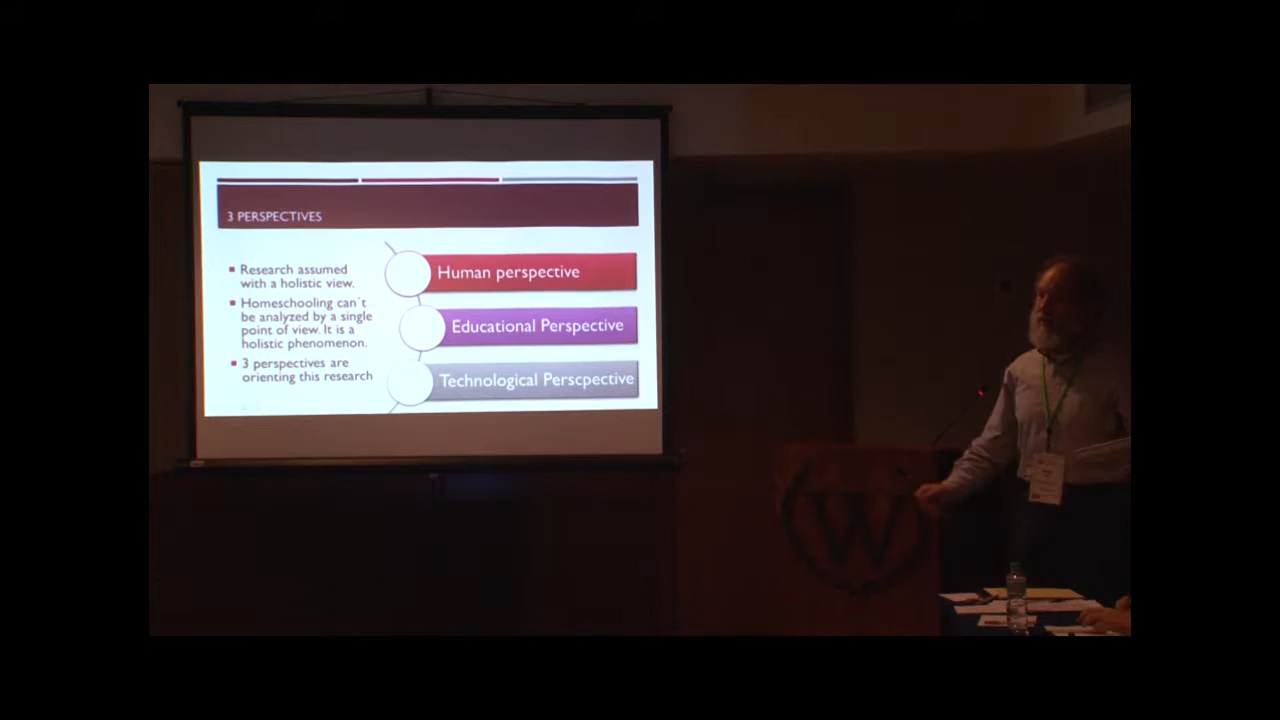 3 PERSPECTIVES
Research assumed
with a holistic view.
Homeschooling can´t
be analyzed by a single
point of view. It is a
holistic phenomenon.
3 perspectives are
orienting this research
Human perspective
Educational Perspective
Technological Perscpective
W